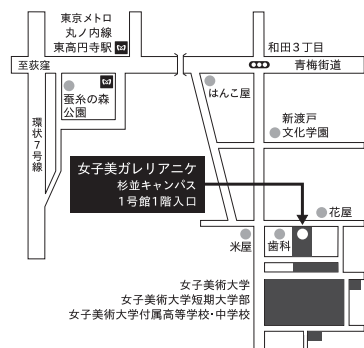 東京メトロ
丸ノ内線
東高円寺駅
和田3丁目
至荻窪
青梅街道
はんこ屋
蚕糸の森
公園
環状7号線
新渡戸
文化学園
女子美ガレリアニケ
杉並キャンパス
1号館1階入口
花屋
米屋
歯科
女子美術大学
女子美術大学短期大学部
女子美術大学付属高等学校・中学校